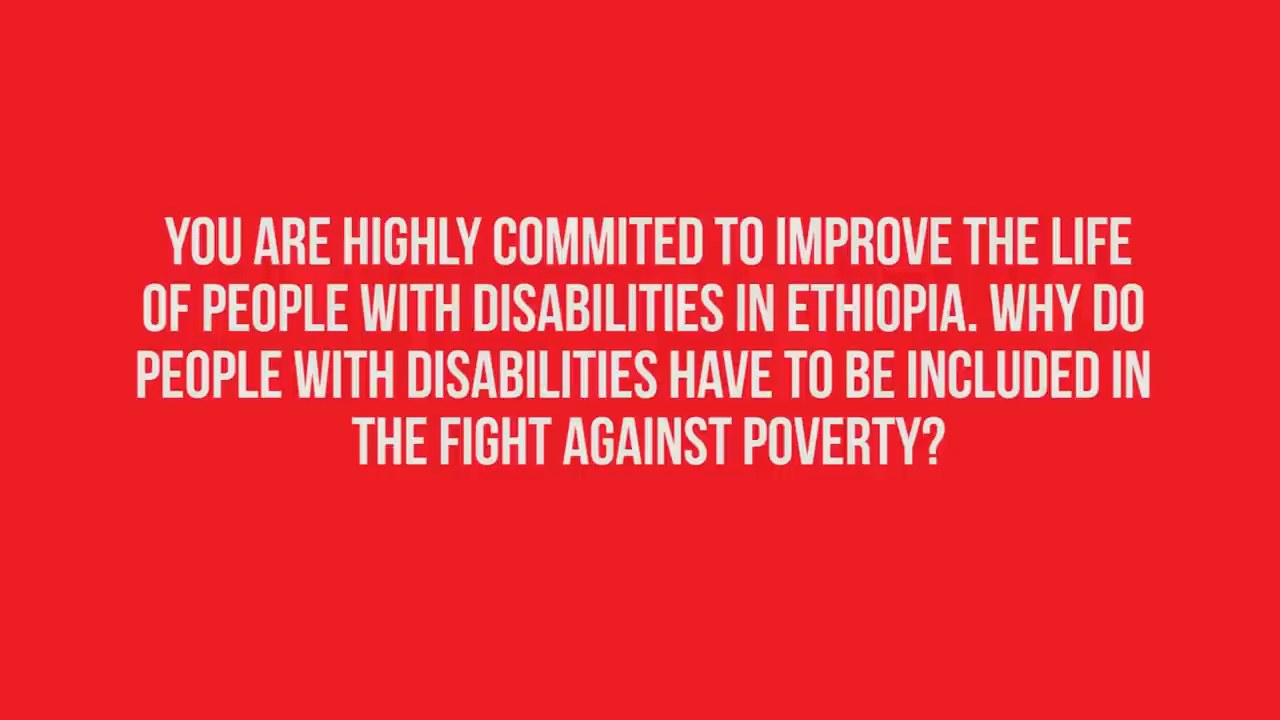 YOU ARE HIGHLY COMMITED TO IMPROVE THE LIFE
OF PEOPLE WITH DISABILITIES IN ETHIOPIA. WHY DO
PEOPLE WITH DISABILITIES HAVE TO BE INCLUDED IN
THE FIGHT AGAINST POVERTY?